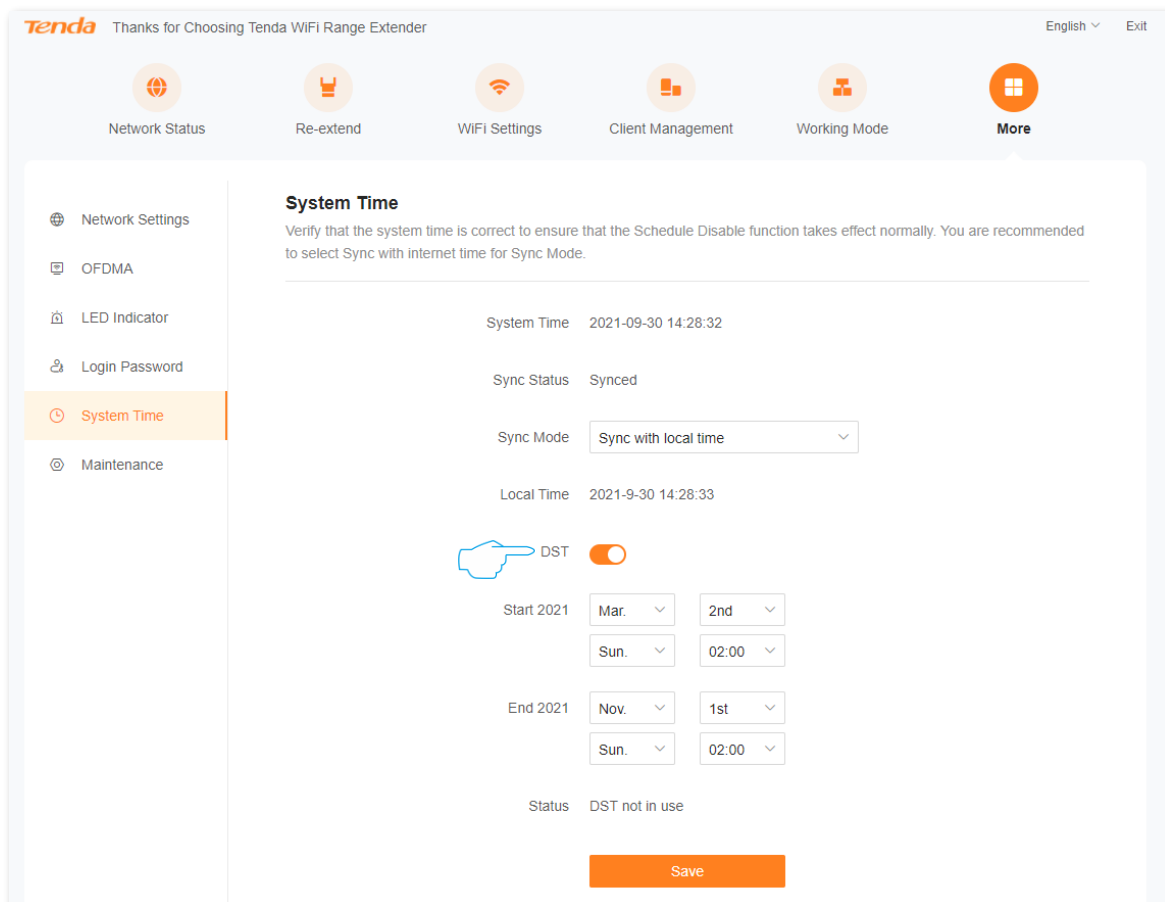 Tenda Thanks for Choosing Tenda WiFi Range Extender English Exit
Network Status Re-extend WiFi Settings Client Management Working Mode More
System Time
Verify that the system time is correct to ensure that the Schedule Disable function takes effect normally. You are recommended
to select Sync with internet time for Sync Mode.
Network Settings
OFDMA
LED Indicator
Login Password
System Time
Maintenance
System Time 2021-09-30 14:28:32
Sync Status Synced
Sync Mode Sync with local time
Local Time 2021-9-30 14:28:33
DST
Start 2021 Mar. 2nd
Sun. 02:00
End 2021 Nov. 1st
Sun. 02:00
Status DST not in use
Save